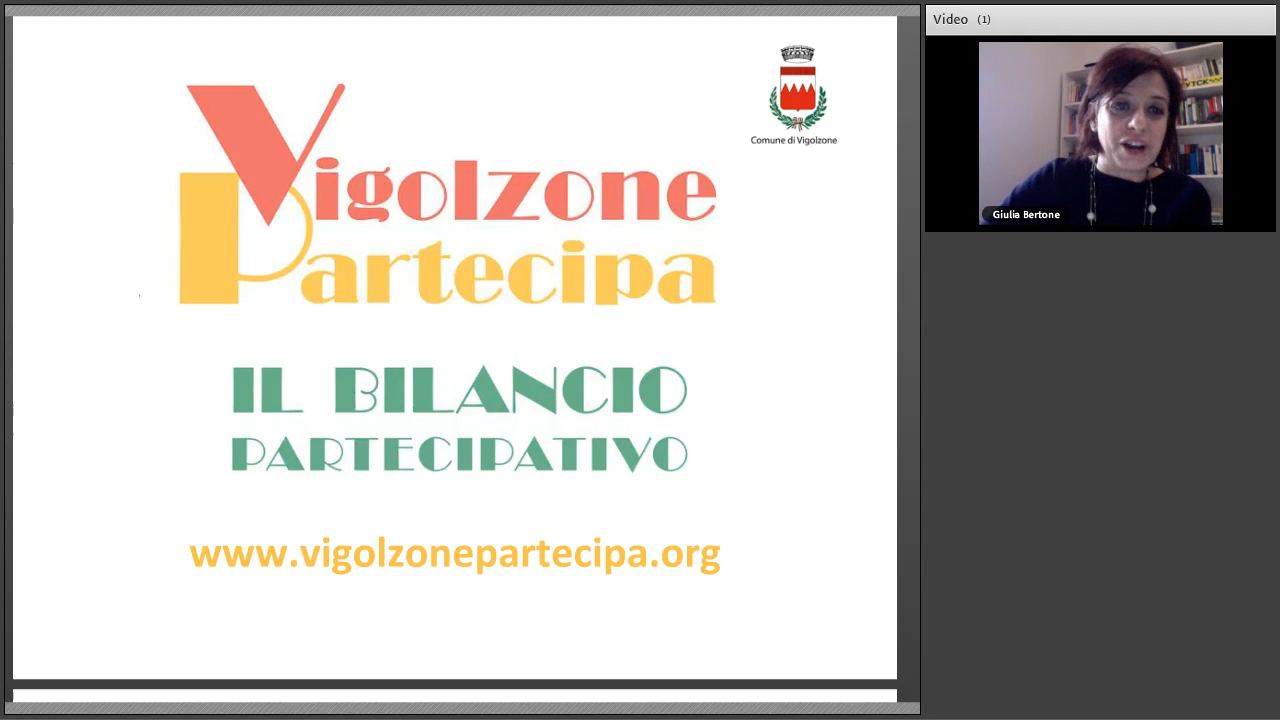 Video (1)
Comune di Vigolzone
Vigolzone
Partecipa
IL BILANCIO
PARTECIPATIVO
www.vigolzonepartecipa.org
Giulia Bertone